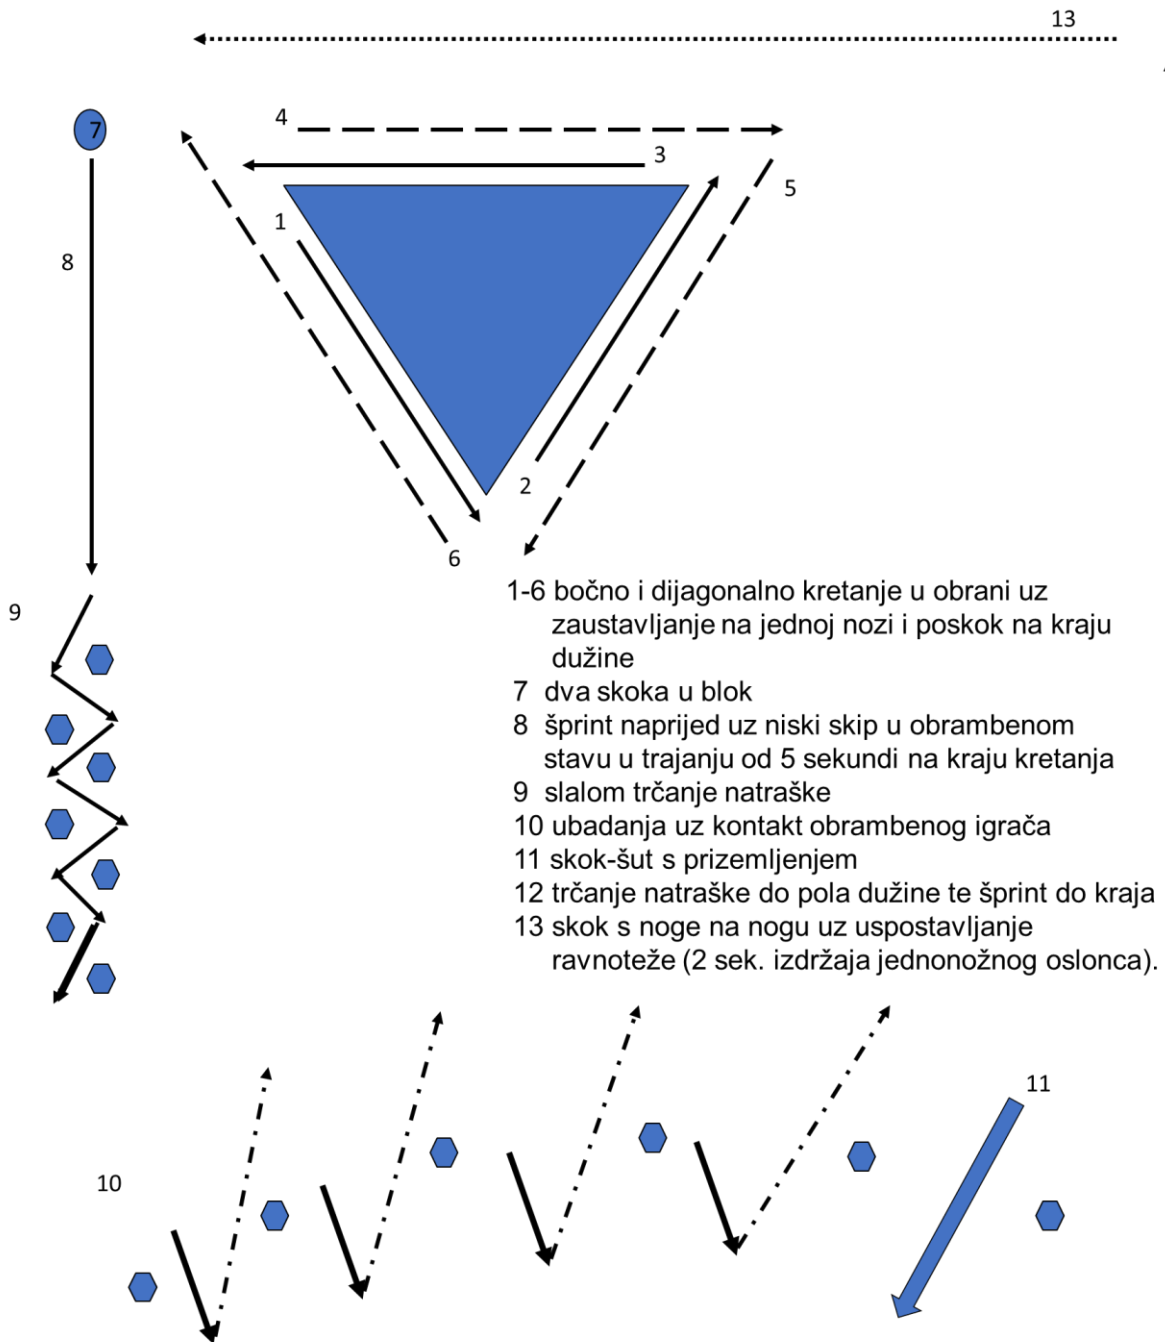 13
7
4
3
5
1
8
2
6
9
1-6 bočno i dijagonalno kretanje u obrani uz
zaustavljanje na jednoj nozi i poskok na kraju
dužine
7 dva skoka u blok
8 šprint naprijed uz niski skip u obrambenom
stavu u trajanju od 5 sekundi na kraju kretanja
9 slalom trčanje natraške
10 ubadanja uz kontakt obrambenog igrača
11 skok-šut s prizemljenjem
12 trčanje natraške do pola dužine te šprint do kraja
13 skok s noge na nogu uz uspostavljanje
ravnoteže (2 sek. izdržaja jednonožnog oslonca).
11
10